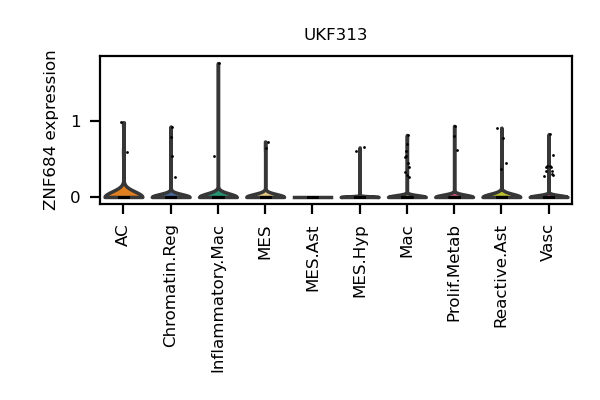 UKF313
ZNF684 expression
1
0
AC
Chromatin.Reg
Inflammatory.Mac
MES
MES.Ast
MES.Hyp
Mac
Prolif.Metab
Reactive.Ast
Vasc